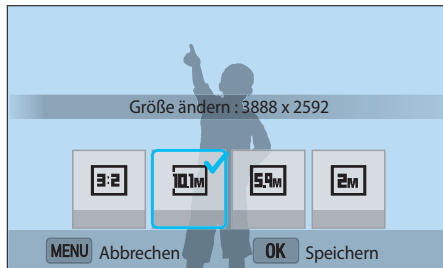 Größe ändern : 3888 x 2592
3:2 10.1M 5.9M 2M
MENU Abbrechen OK Speichern